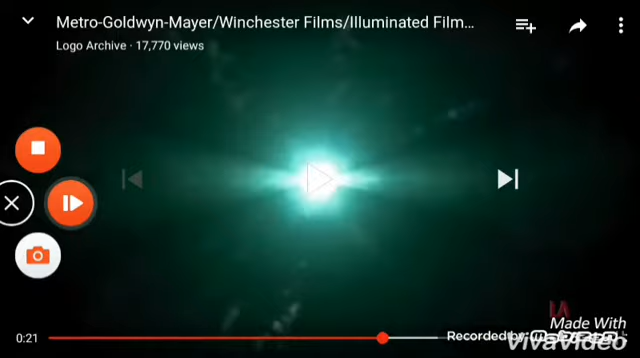 Metro-Goldwyn-Mayer/Winchester Films/Illuminated Film...
Logo Archive · 17,770 views
LA
Made With
VivaVideo
0:21
Recorded by